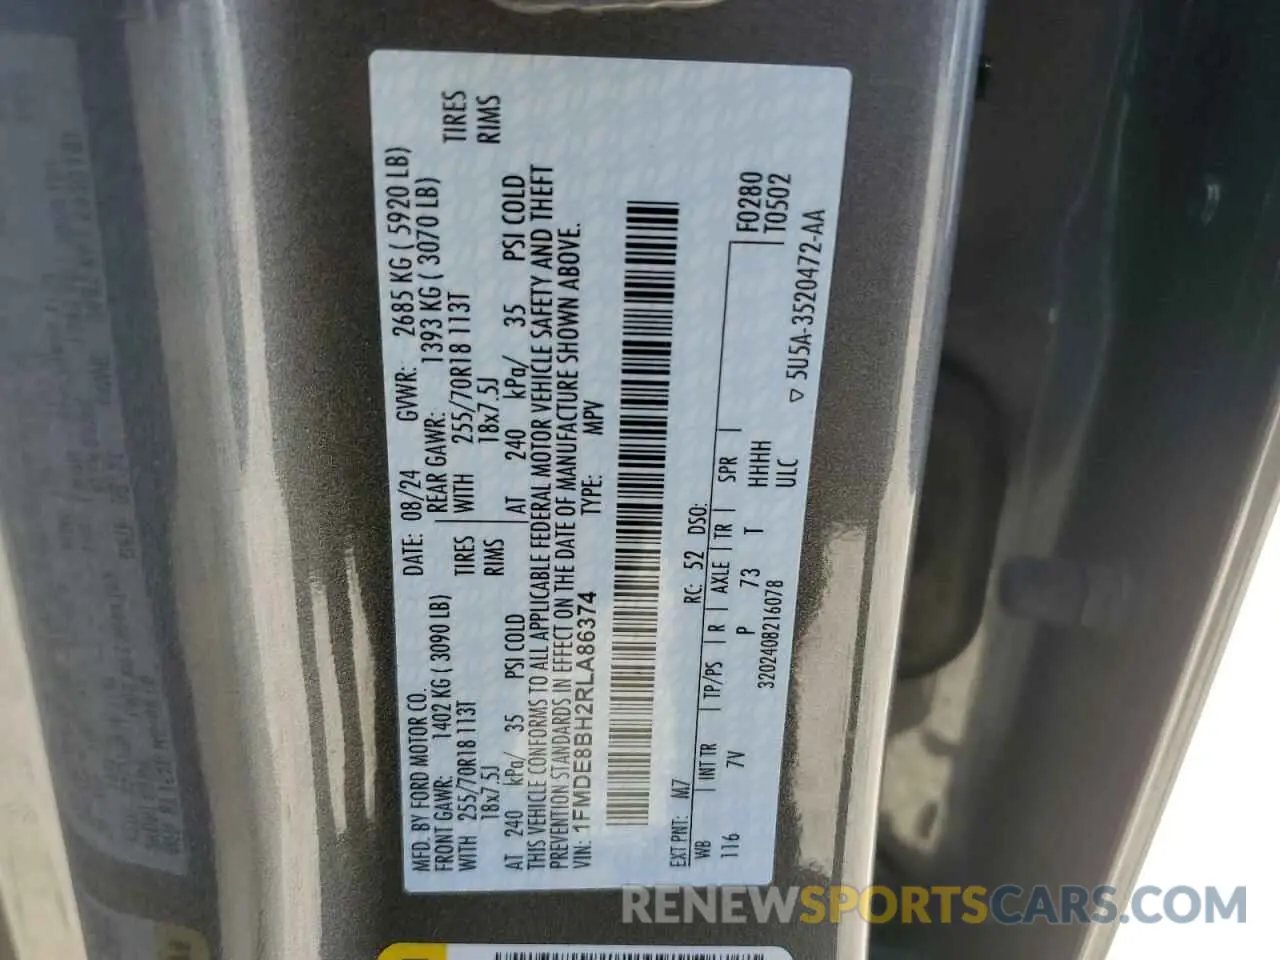 MFD. BY FORD MOTOR CO.
DATE: 08/24 GVWR: 2685 KG ( 5920 LB)
FRONT GAWR: 1402 KG ( 3090 LB) REAR GAWR: 1393 KG ( 3070 LB)
WITH 255/70R18 113T TIRES WITH 255/70R18 113T TIRES
18x7.5J RIMS 18x7.5J RIMS
AT 240 kPa/ 35 PSI COLD AT 240 kPa/ 35 PSI COLD
THIS VEHICLE CONFORMS TO ALL APPLICABLE FEDERAL MOTOR VEHICLE SAFETY AND THEFT
PREVENTION STANDARDS IN EFFECT ON THE DATE OF MANUFACTURE SHOWN ABOVE.
VIN: 1FMDE8BH2RLA86374 TYPE: MPV
EXT PNT: M7 RC: 52 DSO:
WB INT TR TP/PS R AXLE TR SPR F0280
116 7V P 73 T HHHH T0502
3202408216078 ULC
▽ 5U5A-3520472-AA
RENEWSPORTSCARS.COM